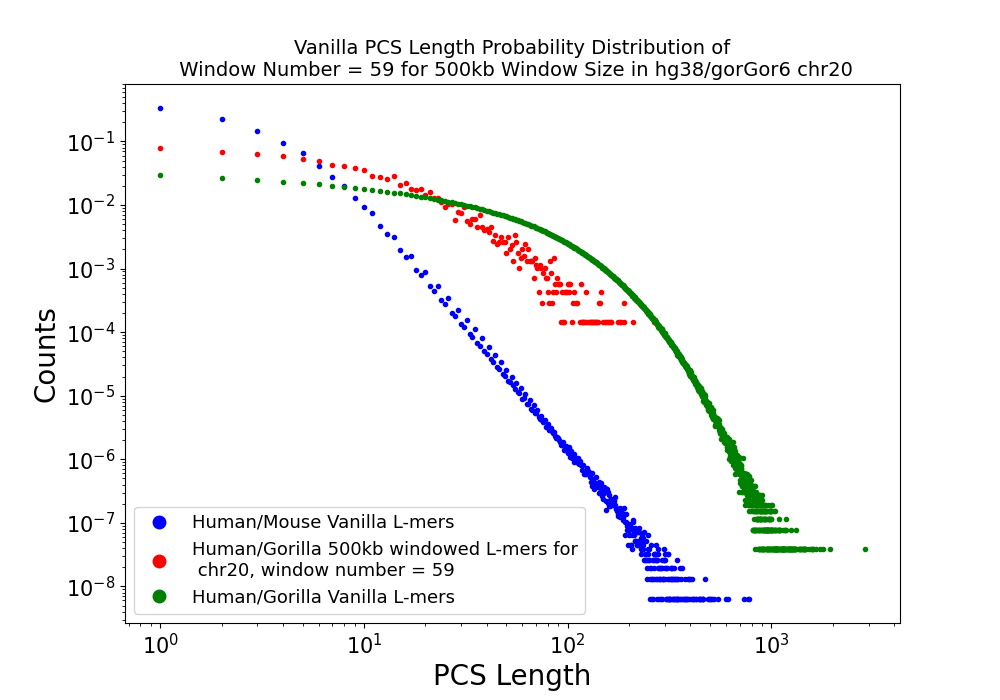 Vanilla PCS Length Probability Distribution of
Window Number = 59 for 500kb Window Size in hg38/gorGor6 chr20
Counts
10⁻¹
10⁻²
10⁻³
10⁻⁴
10⁻⁵
10⁻⁶
10⁻⁷
10⁻⁸
Human/Mouse Vanilla L-mers
Human/Gorilla 500kb windowed L-mers for
chr20, window number = 59
Human/Gorilla Vanilla L-mers
10⁰ 10¹ 10² 10³
PCS Length